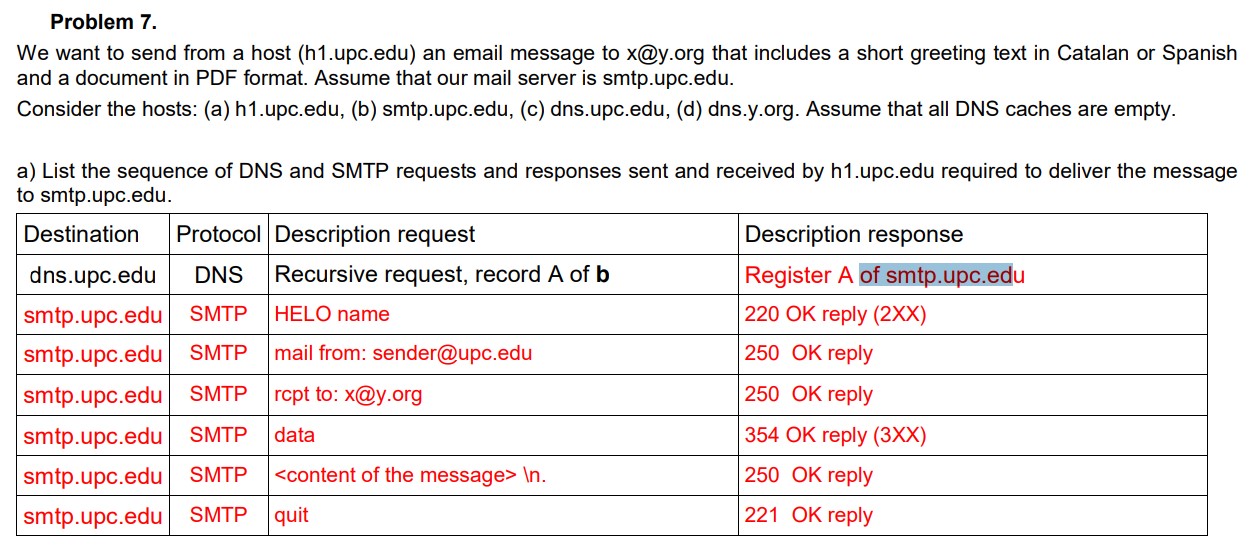 Problem 7.
We want to send from a host (h1.upc.edu) an email message to x@y.org that includes a short greeting text in Catalan or Spanish
and a document in PDF format. Assume that our mail server is smtp.upc.edu.
Consider the hosts: (a) h1.upc.edu, (b) smtp.upc.edu, (c) dns.upc.edu, (d) dns.y.org. Assume that all DNS caches are empty.
a) List the sequence of DNS and SMTP requests and responses sent and received by h1.upc.edu required to deliver the message
to smtp.upc.edu.
Destination Protocol Description request Description response
dns.upc.edu DNS Recursive request, record A of b Register A of smtp.upc.edu
smtp.upc.edu SMTP HELO name 220 OK reply (2XX)
smtp.upc.edu SMTP mail from: sender@upc.edu 250 OK reply
smtp.upc.edu SMTP rcpt to: x@y.org 250 OK reply
smtp.upc.edu SMTP data 354 OK reply (3XX)
smtp.upc.edu SMTP <content of the message> \n. 250 OK reply
smtp.upc.edu SMTP quit 221 OK reply